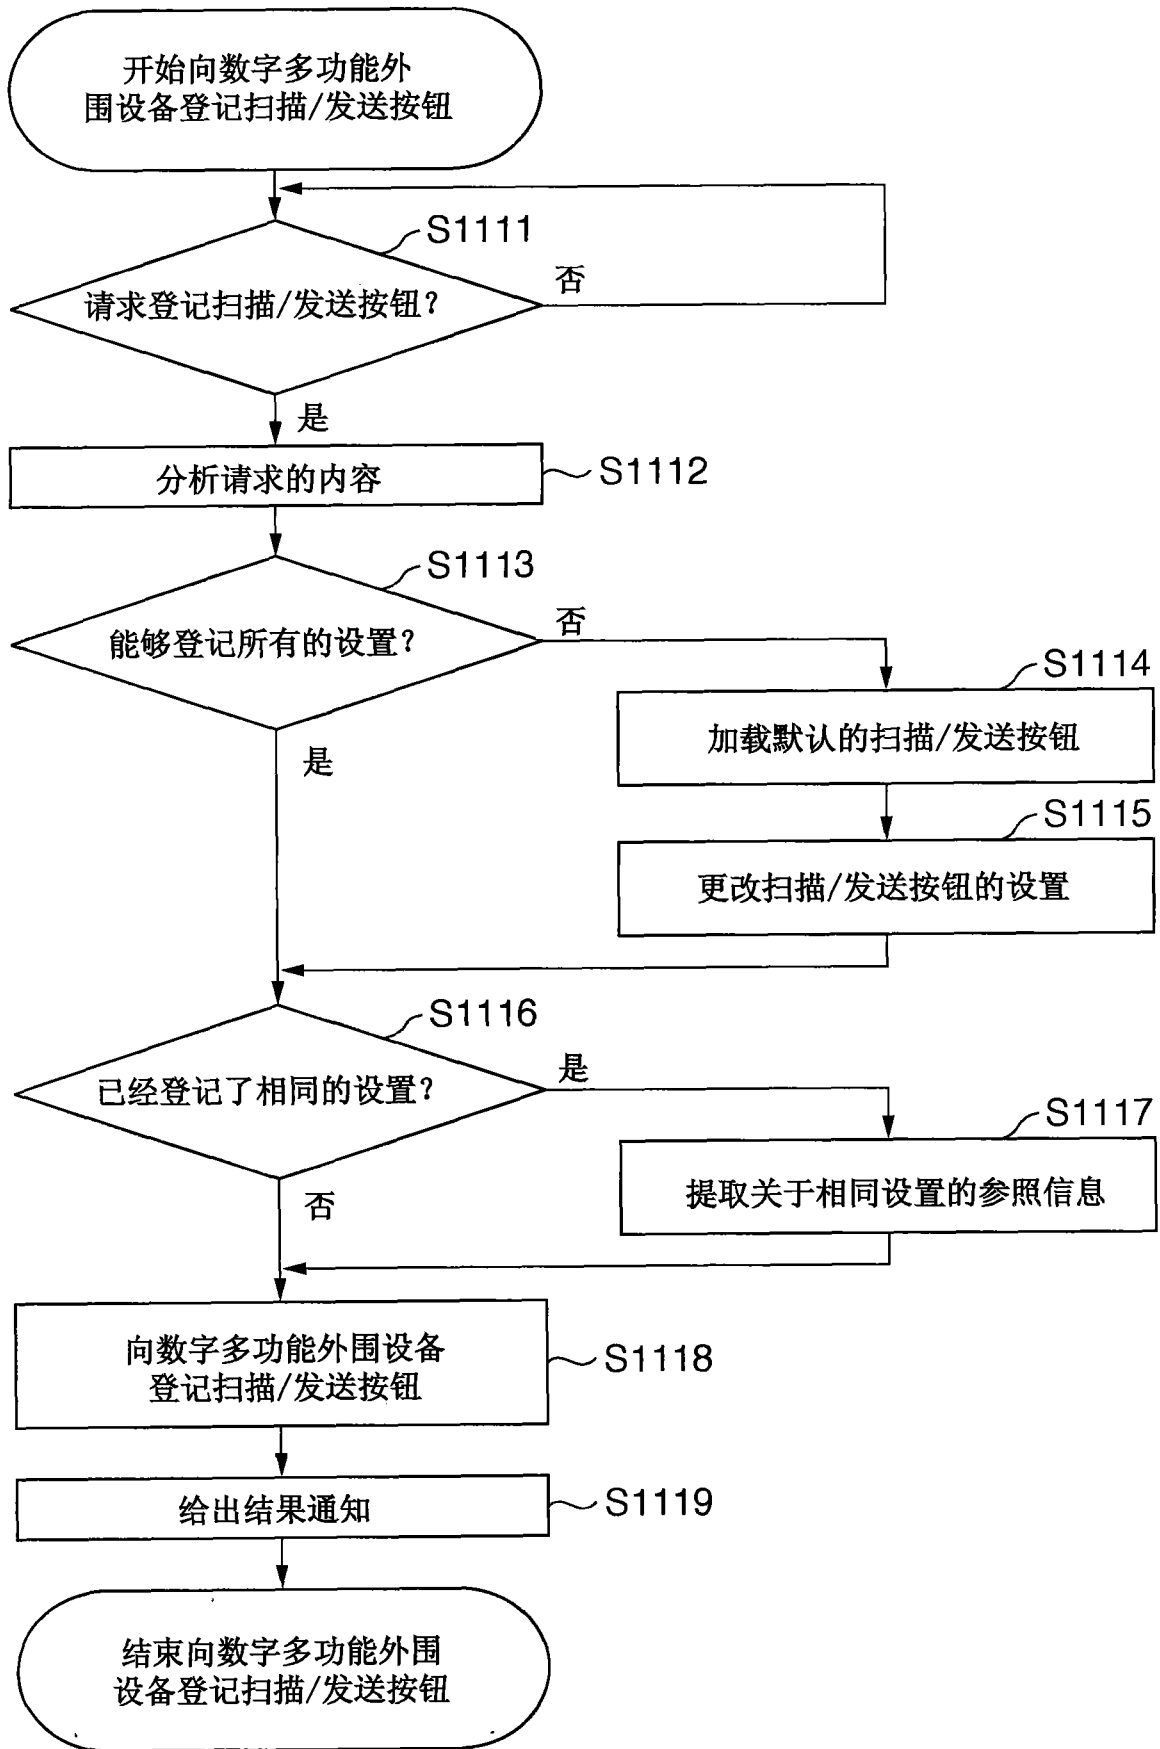 开始向数字多功能外
围设备登记扫描/发送按钮
S1111
请求登记扫描/发送按钮?
否
是
分析请求的内容
S1112
S1113
能够登记所有的设置?
否
是
S1114
加载默认的扫描/发送按钮
S1115
更改扫描/发送按钮的设置
S1116
已经登记了相同的设置?
是
否
S1117
提取关于相同设置的参照信息
向数字多功能外围设备
登记扫描/发送按钮
S1118
给出结果通知
S1119
结束向数字多功能外围
设备登记扫描/发送按钮